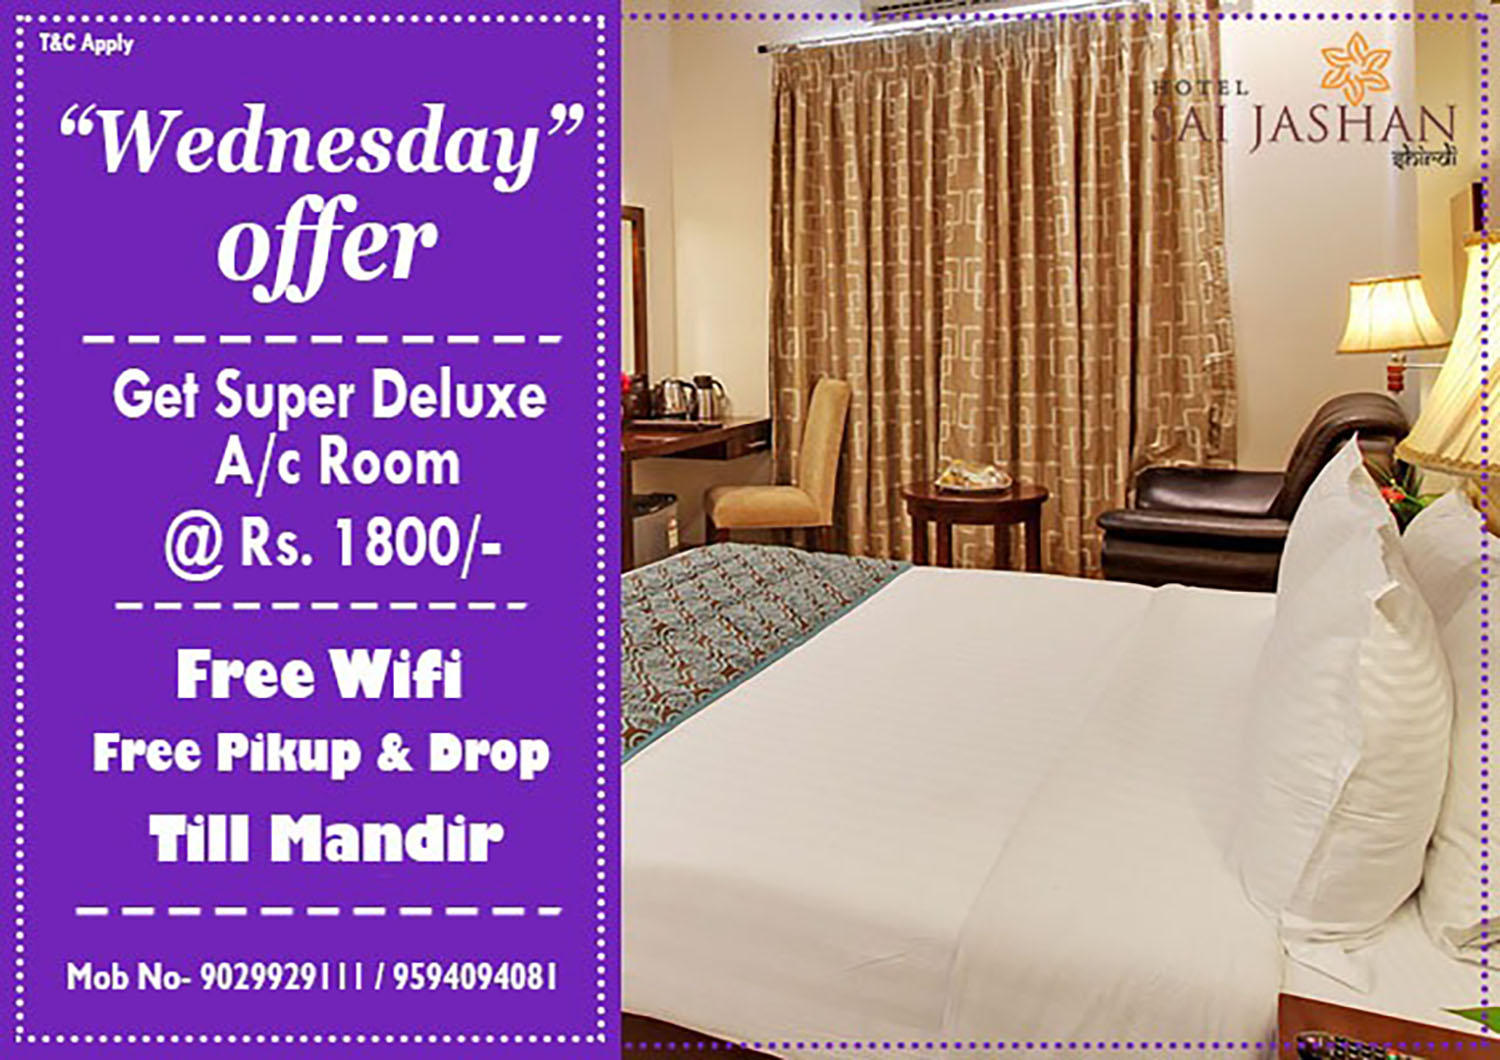 T&C Apply
“Wednesday”
offer
Get Super Deluxe
A/c Room
@ Rs. 1800/-
Free Wifi
Free Pikup & Drop
Till Mandir
Mob No- 9029929111 / 9594094081
HOTEL
SAI JASHAN
shirdi